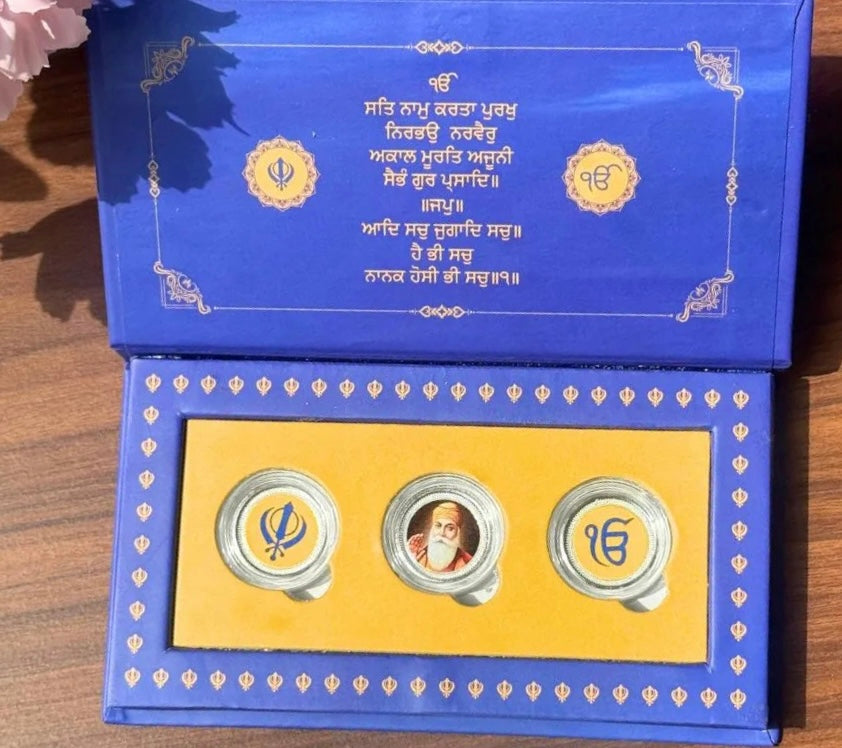 ੴ
ਸਤਿ ਨਾਮੁ ਕਰਤਾ ਪੁਰਖੁ
ਨਿਰਭਉ ਨਰਵੈਰੁ
ਅਕਾਲ ਮੂਰਤਿ ਅਜੂਨੀ
ਸੈਭੰ ਗੁਰ ਪ੍ਰਸਾਦਿ॥
॥ਜਪੁ॥
ਆਦਿ ਸਚੁ ਜੁਗਾਦਿ ਸਚੁ॥
ਹੈ ਭੀ ਸਚੁ
ਨਾਨਕ ਹੋਸੀ ਭੀ ਸਚੁ॥੧॥
ੴ
ੴ